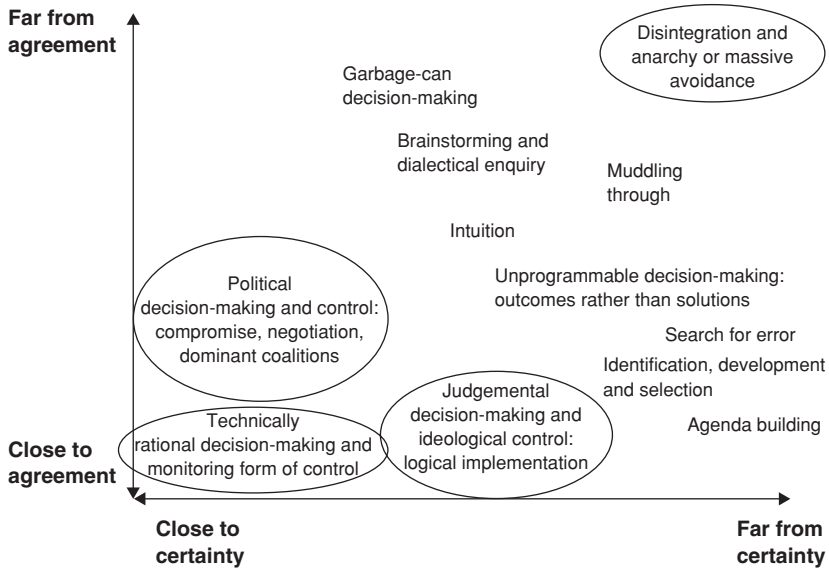 Far from
agreement
Disintegration and
anarchy or massive
avoidance
Garbage-can
decision-making
Brainstorming and
dialectical enquiry
Muddling
through
Intuition
Political
decision-making and control:
compromise, negotiation,
dominant coalitions
Unprogrammable decision-making:
outcomes rather than solutions
Search for error
Identification, development
and selection
Agenda building
Judgemental
decision-making and
ideological control:
logical implementation
Technically
rational decision-making and
monitoring form of control
Close to
agreement
Close to
certainty
Far from
certainty